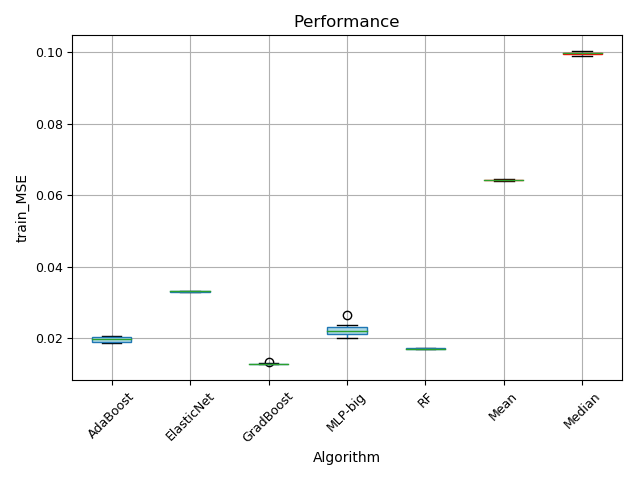 Performance
train_MSE
0.10
0.08
0.06
0.04
0.02
AdaBoost
ElasticNet
GradBoost
MLP-big
RF
Mean
Median
Algorithm